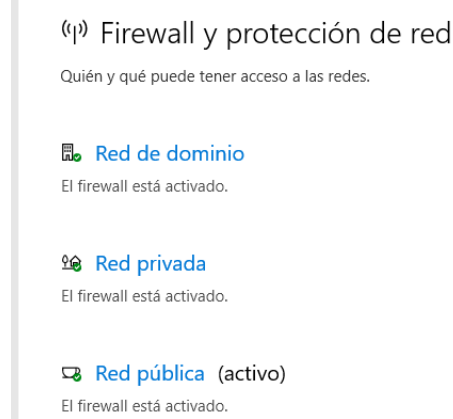 Firewall y protección de red
Quién y qué puede tener acceso a las redes.
Red de dominio
El firewall está activado.
Red privada
El firewall está activado.
Red pública (activo)
El firewall está activado.